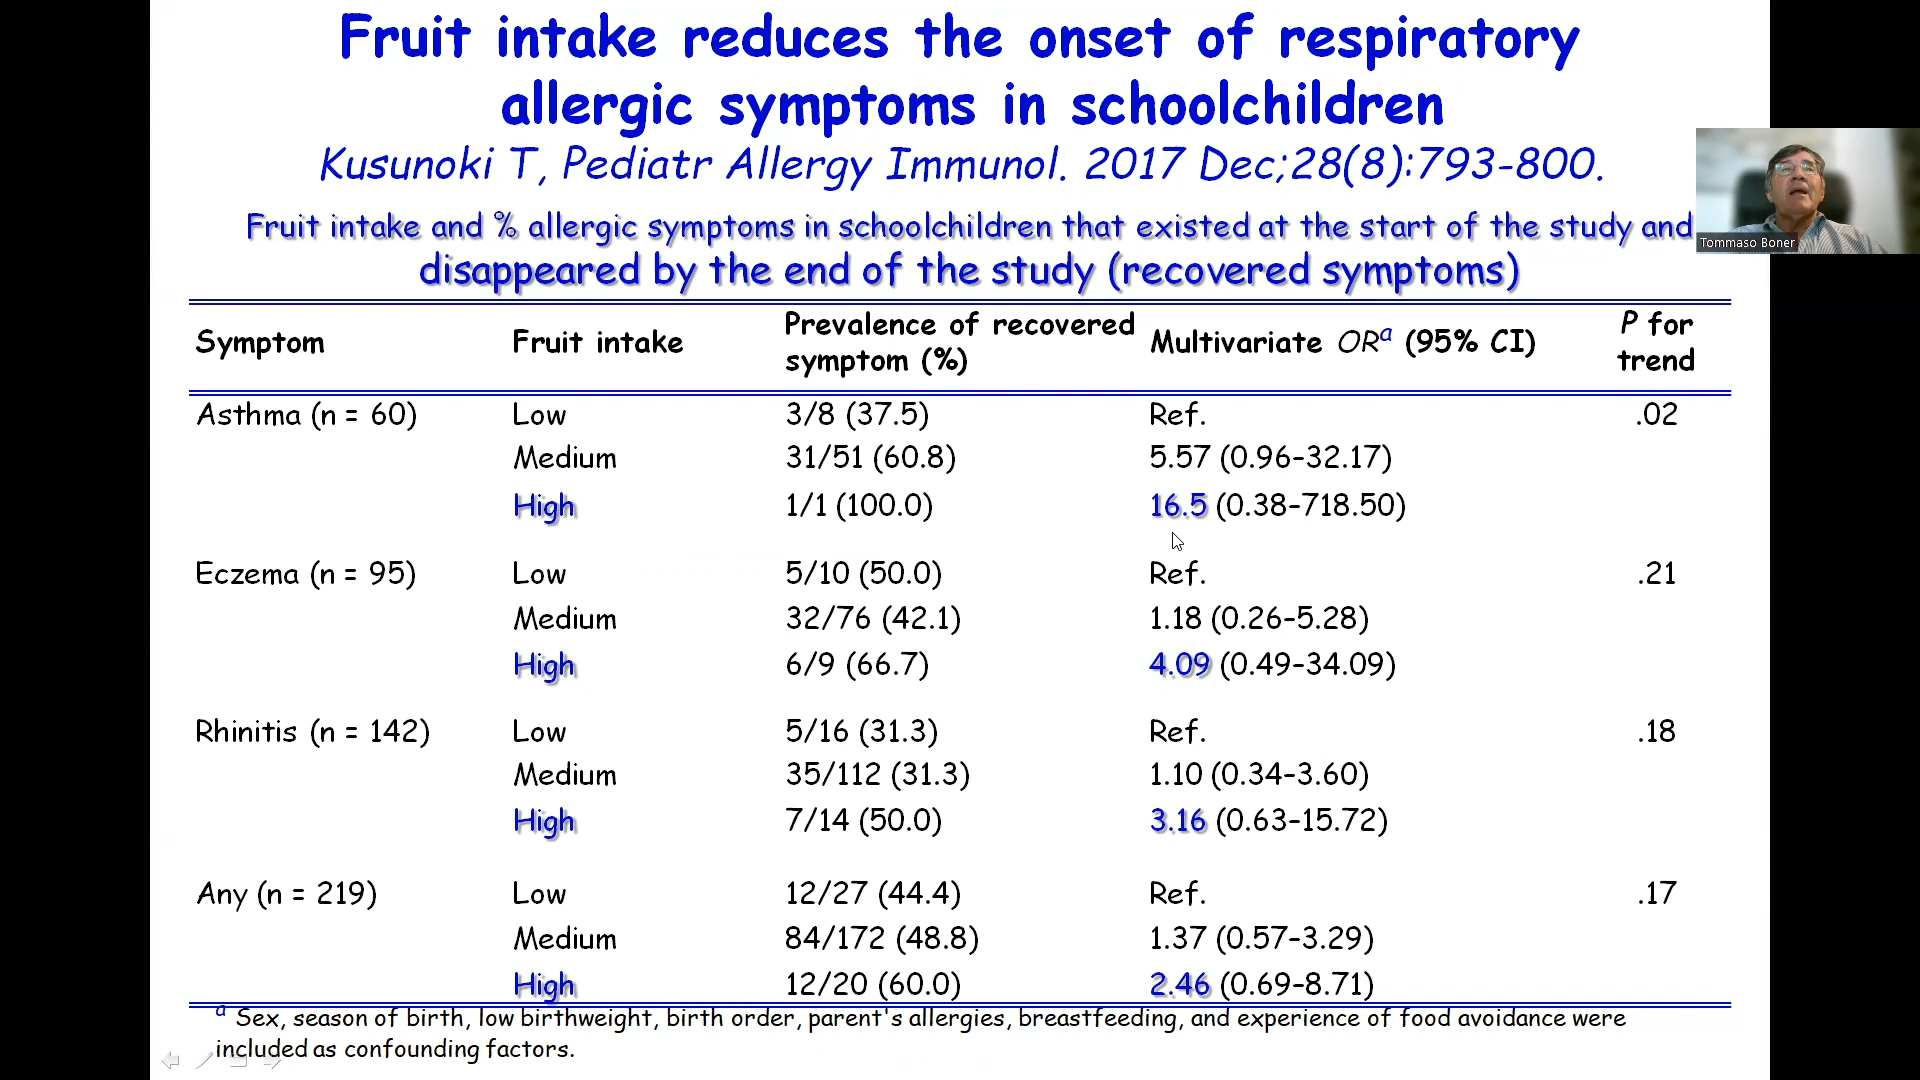 Fruit intake reduces the onset of respiratory
allergic symptoms in schoolchildren
Kusunoki T, Pediatr Allergy Immunol. 2017 Dec;28(8):793-800.
Fruit intake and % allergic symptoms in schoolchildren that existed at the start of the study and
disappeared by the end of the study (recovered symptoms)
Tommaso Boner
Symptom Fruit intake Prevalence of recovered symptom (%) Multivariate ORa (95% CI) P for trend
Asthma (n = 60) Low 3/8 (37.5) Ref. .02
Medium 31/51 (60.8) 5.57 (0.96–32.17)
High 1/1 (100.0) 16.5 (0.38–718.50)
Eczema (n = 95) Low 5/10 (50.0) Ref. .21
Medium 32/76 (42.1) 1.18 (0.26–5.28)
High 6/9 (66.7) 4.09 (0.49–34.09)
Rhinitis (n = 142) Low 5/16 (31.3) Ref. .18
Medium 35/112 (31.3) 1.10 (0.34–3.60)
High 7/14 (50.0) 3.16 (0.63–15.72)
Any (n = 219) Low 12/27 (44.4) Ref. .17
Medium 84/172 (48.8) 1.37 (0.57–3.29)
High 12/20 (60.0) 2.46 (0.69–8.71)
a Sex, season of birth, low birthweight, birth order, parent's allergies, breastfeeding, and experience of food avoidance were
included as confounding factors.